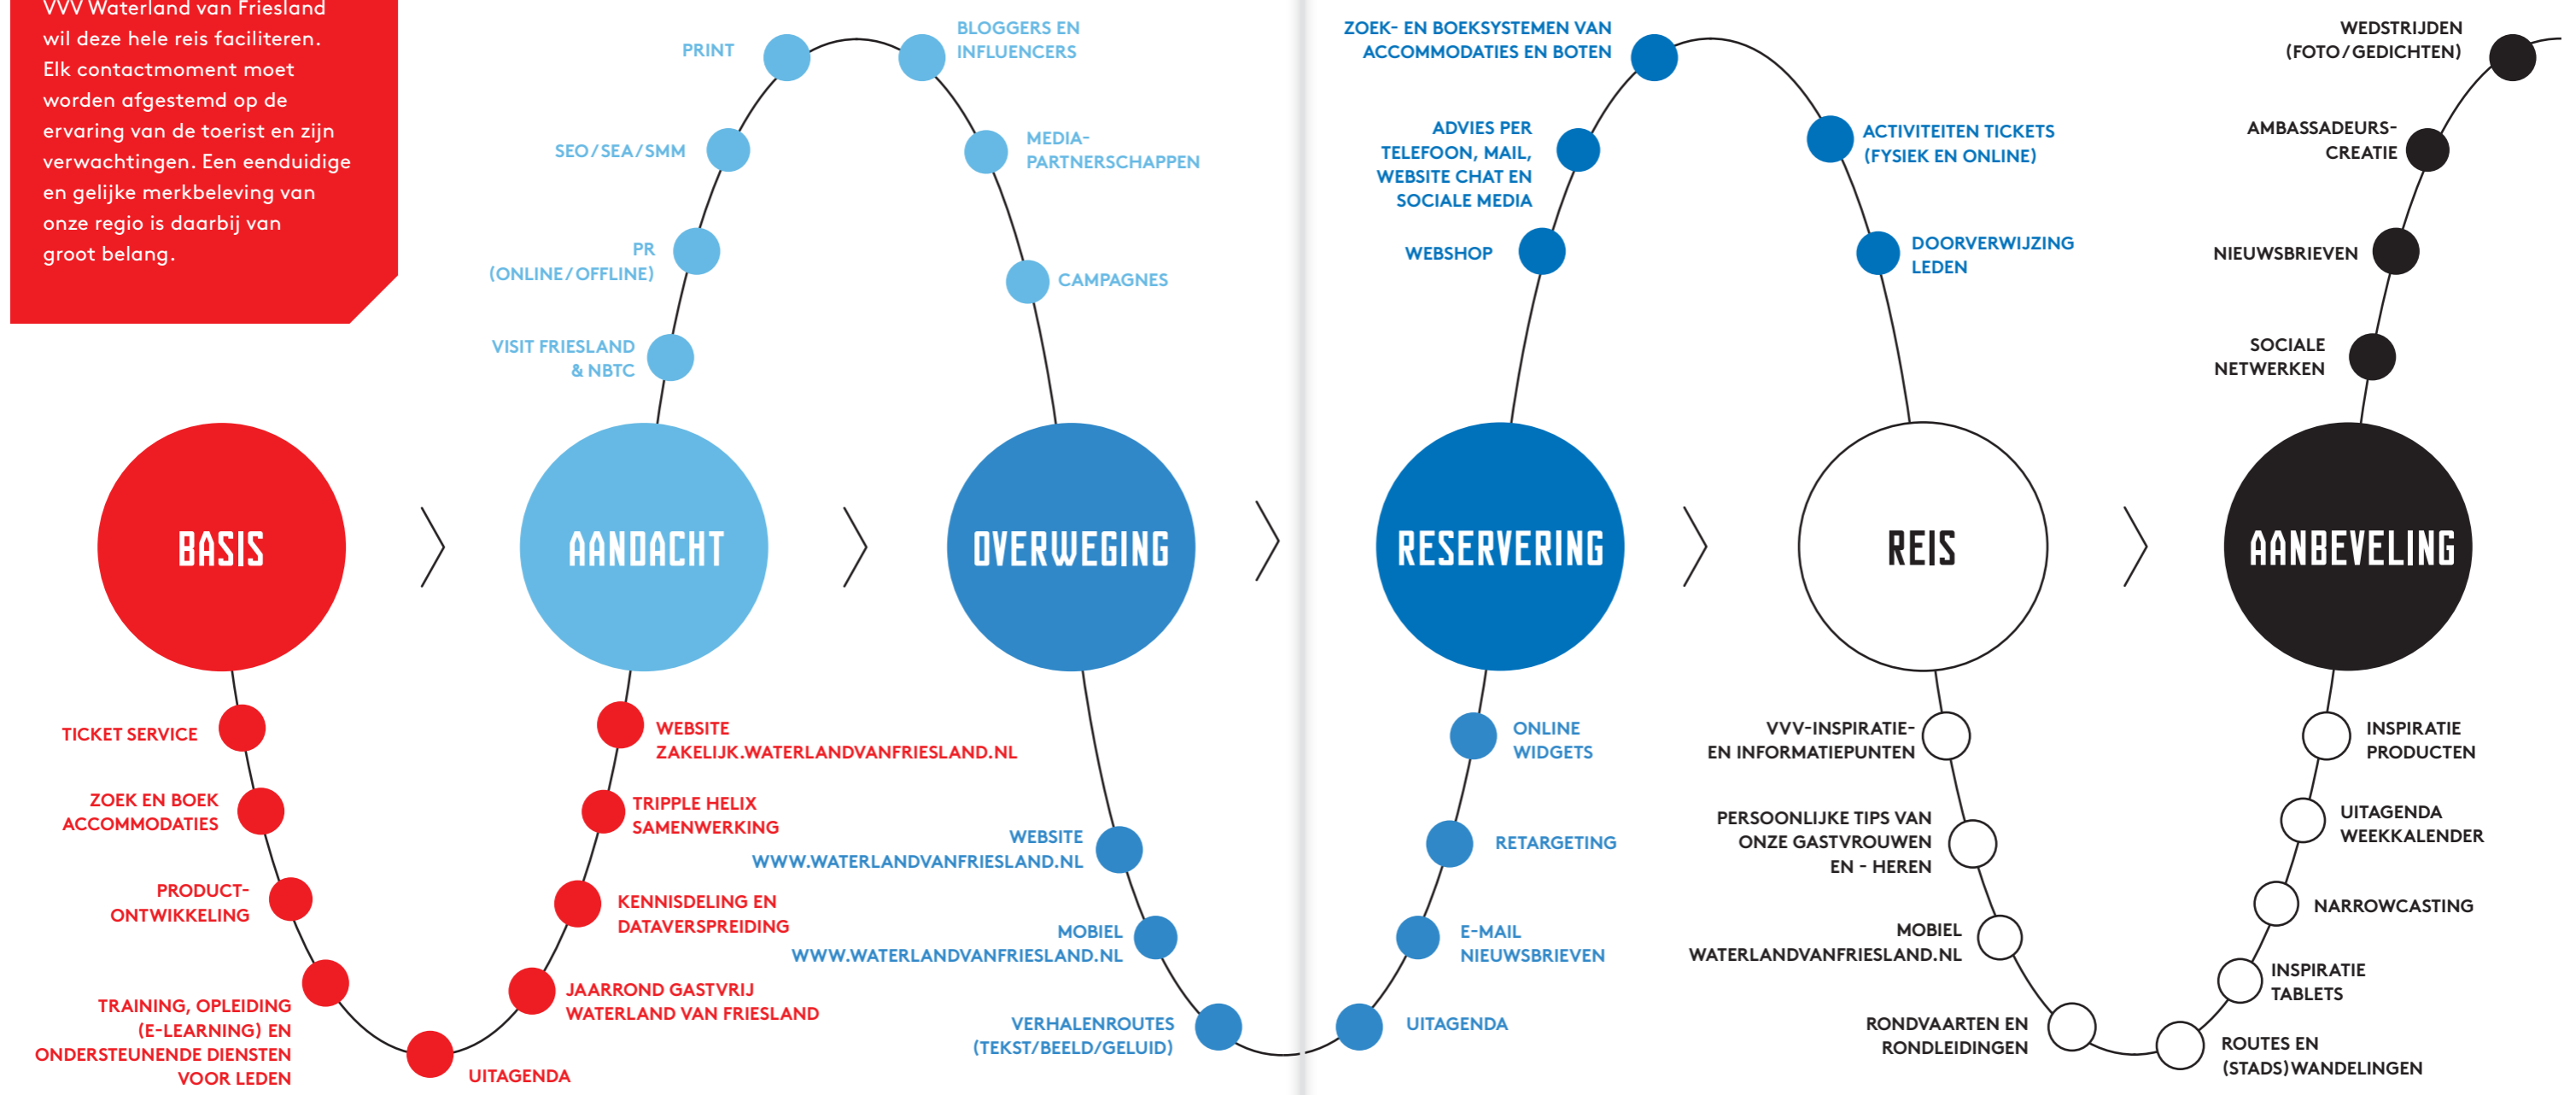 VVV Waterland van Friesland
wil deze hele reis faciliteren.
Elk contactmoment moet
worden afgestemd op de
ervaring van de toerist en zijn
verwachtingen. Een eenduidige
en gelijke merkbeleving van
onze regio is daarbij van
groot belang.
BASIS
TICKET SERVICE
ZOEK EN BOEK
ACCOMMODATIES
PRODUCT-
ONTWIKKELING
TRAINING, OPLEIDING
(E-LEARNING) EN
ONDERSTEUNENDE DIENSTEN
VOOR LEDEN
UITAGENDA
JAARROND GASTVRIJ
WATERLAND VAN FRIESLAND
KENNISDELING EN
DATAVERSPREIDING
TRIPPLE HELIX
SAMENWERKING
WEBSITE
ZAKELIJK.WATERLANDVANFRIESLAND.NL
AANDACHT
VISIT FRIESLAND
& NBTC
PR
(ONLINE/OFFLINE)
SEO/SEA/SMM
PRINT
BLOGGERS EN
INFLUENCERS
MEDIA-
PARTNERSCHAPPEN
CAMPAGNES
OVERWEGING
WEBSITE
WWW.WATERLANDVANFRIESLAND.NL
MOBIEL
WWW.WATERLANDVANFRIESLAND.NL
VERHALENROUTES
(TEKST/BEELD/GELUID)
UITAGENDA
E-MAIL
NIEUWSBRIEVEN
RETARGETING
ONLINE
WIDGETS
RESERVERING
WEBSHOP
ADVIES PER
TELEFOON, MAIL,
WEBSITE CHAT EN
SOCIALE MEDIA
ZOEK- EN BOEKSYSTEMEN VAN
ACCOMMODATIES EN BOTEN
ACTIVITEITEN TICKETS
(FYSIEK EN ONLINE)
DOORVERWIJZING
LEDEN
REIS
VVV-INSPIRATIE-
EN INFORMATIEPUNTEN
PERSOONLIJKE TIPS VAN
ONZE GASTVROUWEN
EN - HEREN
MOBIEL
WATERLANDVANFRIESLAND.NL
RONDVAARTEN EN
RONDLEIDINGEN
ROUTES EN
(STADS)WANDELINGEN
INSPIRATIE
TABLETS
NARROWCASTING
UITAGENDA
WEEKKALENDER
INSPIRATIE
PRODUCTEN
AANBEVELING
SOCIALE
NETWERKEN
NIEUWSBRIEVEN
AMBASSADEURS-
CREATIE
WEDSTRIJDEN
(FOTO/GEDICHTEN)